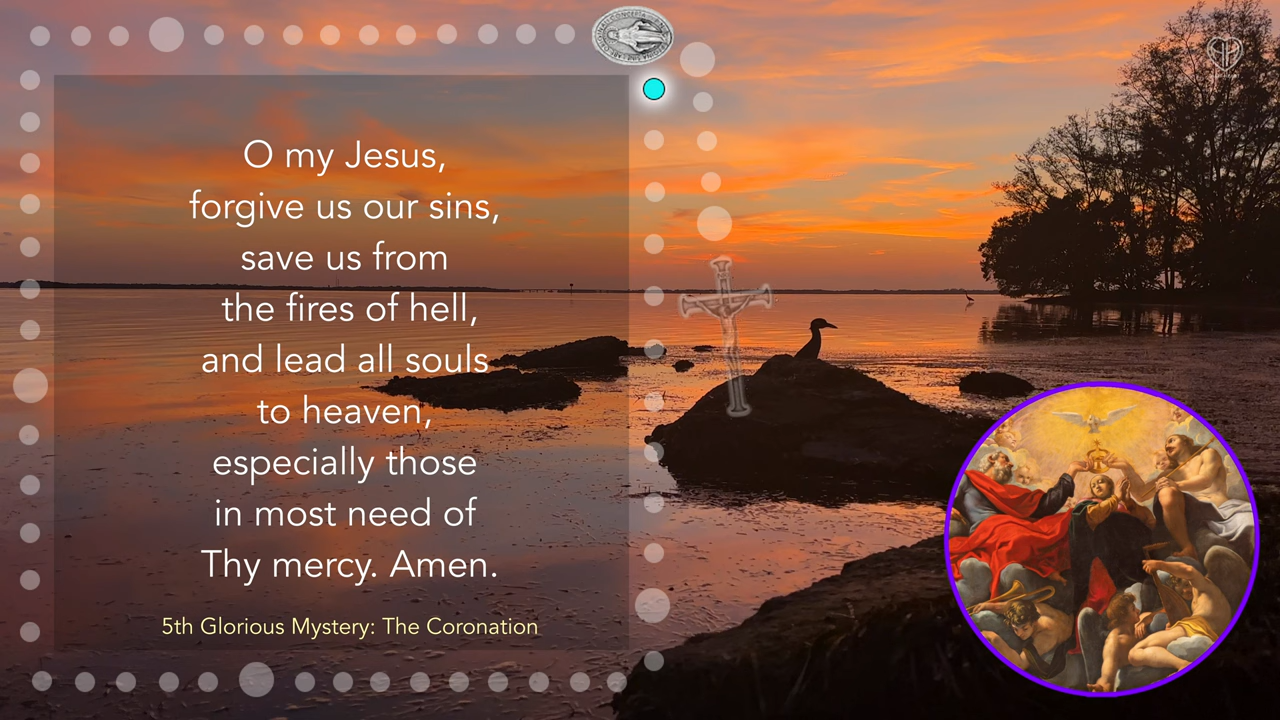 O my Jesus,
forgive us our sins,
save us from
the fires of hell,
and lead all souls
to heaven,
especially those
in most need of
Thy mercy. Amen.
5th Glorious Mystery: The Coronation